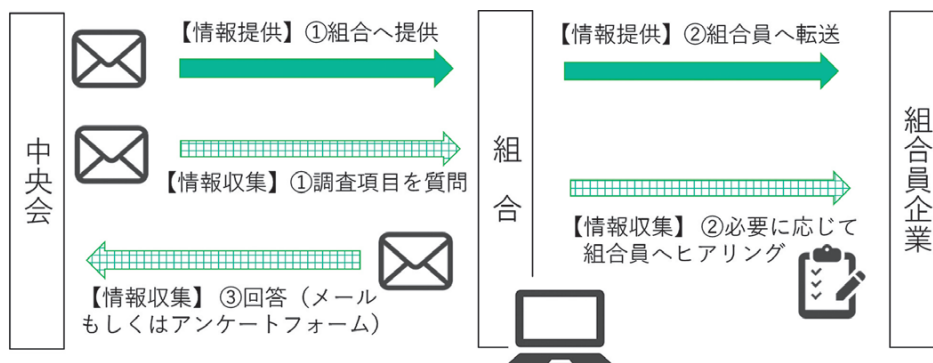 【情報提供】①組合へ提供
【情報提供】②組合員へ転送
中央会
組合
組合員企業
【情報収集】①調査項目を質問
【情報収集】②必要に応じて
組合員へヒアリング
【情報収集】③回答（メール
もしくはアンケートフォーム）